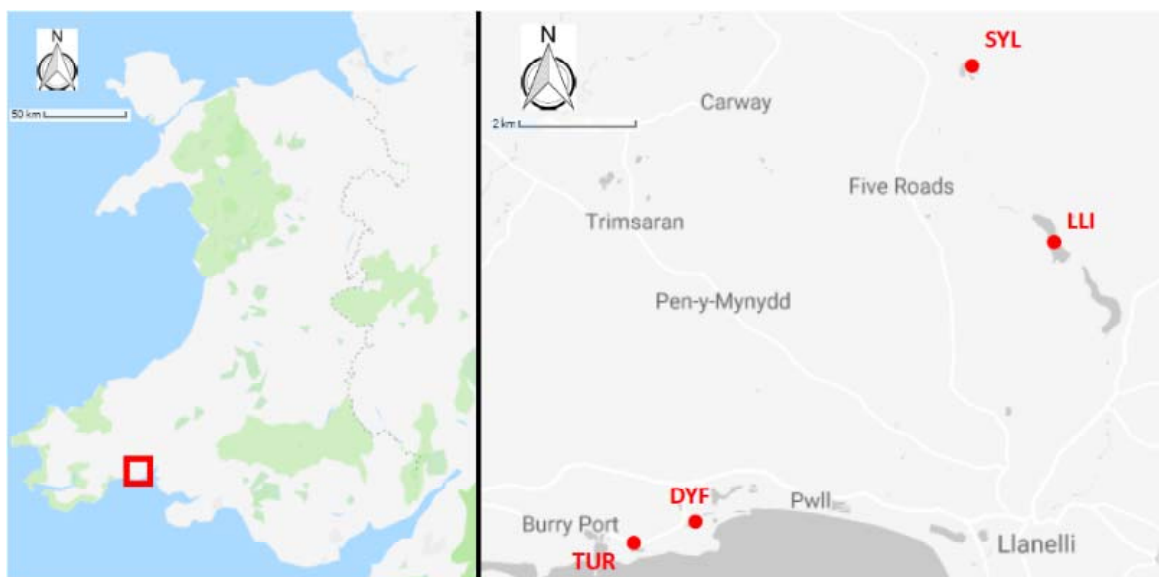 N
50 km
N
2 km
SYL
Carway
Five Roads
Trimsaran
LLI
Pen-y-Mynydd
DYF
Pwll
Burry Port
TUR
Llanelli